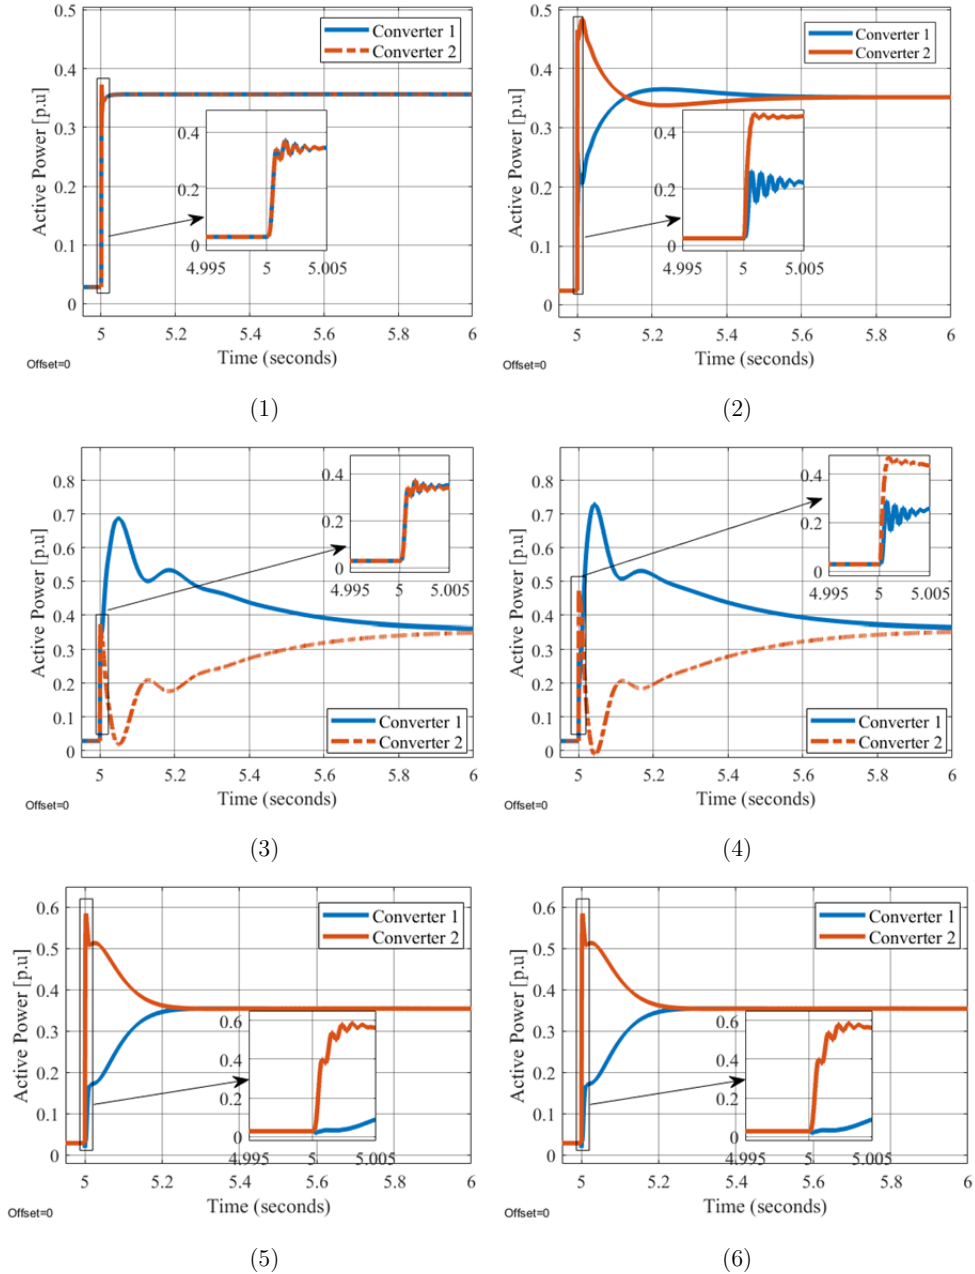 0.5
0.4
0.3
0.2
0.1
0
Active Power [p.u]
Converter 1
Converter 2
0.4
0.2
0
4.995 5 5.005
5 5.2 5.4 5.6 5.8 6
Time (seconds)
Offset=0
(1)
0.5
0.4
0.3
0.2
0.1
0
Active Power [p.u]
Converter 1
Converter 2
0.4
0.2
0
4.995 5 5.005
5 5.2 5.4 5.6 5.8 6
Time (seconds)
Offset=0
(2)
0.8
0.7
0.6
0.5
0.4
0.3
0.2
0.1
0
Active Power [p.u]
0.4
0.2
0
4.995 5 5.005
Converter 1
Converter 2
5 5.2 5.4 5.6 5.8 6
Time (seconds)
Offset=0
(3)
0.8
0.7
0.6
0.5
0.4
0.3
0.2
0.1
0
Active Power [p.u]
0.4
0.2
0
4.995 5 5.005
Converter 1
Converter 2
5 5.2 5.4 5.6 5.8 6
Time (seconds)
Offset=0
(4)
0.6
0.5
0.4
0.3
0.2
0.1
0
Active Power [p.u]
Converter 1
Converter 2
0.6
0.4
0.2
0
4.995 5 5.005
5 5.2 5.4 5.6 5.8 6
Time (seconds)
Offset=0
(5)
0.6
0.5
0.4
0.3
0.2
0.1
0
Active Power [p.u]
Converter 1
Converter 2
0.6
0.4
0.2
0
4.995 5 5.005
5 5.2 5.4 5.6 5.8 6
Time (seconds)
Offset=0
(6)